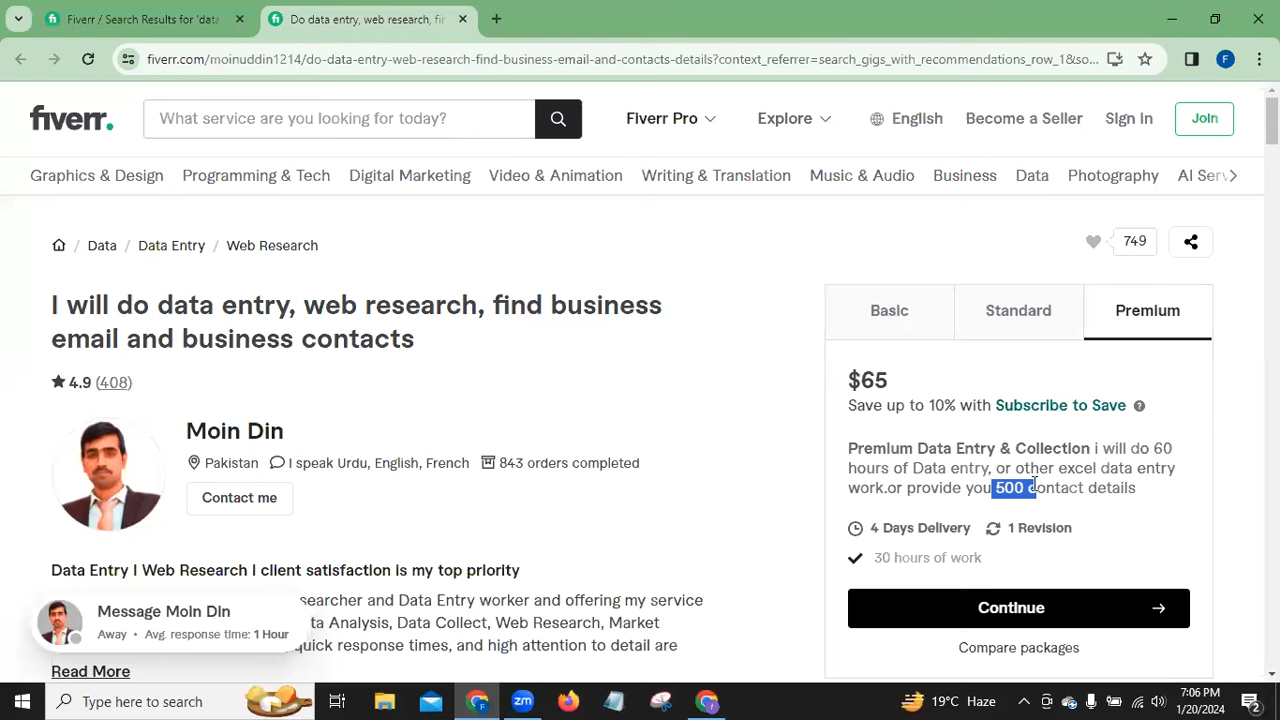 Fiverr / Search Results for 'data
Do data entry, web research, fin
fiverr.com/moinuddin1214/do-data-entry-web-research-find-business-email-and-contacts-details?context_referrer=search_gigs_with_recommendations_row_1&so...
F
fiverr.
What service are you looking for today?
Fiverr Pro
Explore
English
Become a Seller
Sign In
Join
Graphics & Design
Programming & Tech
Digital Marketing
Video & Animation
Writing & Translation
Music & Audio
Business
Data
Photography
AI Serv
Data / Data Entry / Web Research
749
I will do data entry, web research, find business
email and business contacts
4.9 (408)
Moin Din
Pakistan
I speak Urdu, English, French
843 orders completed
Contact me
Data Entry I Web Research I client satisfaction is my top priority
searcher and Data Entry worker and offering my service
ta Analysis, Data Collect, Web Research, Market
quick response times, and high attention to detail are
Read More
Message Moin Din
Away • Avg. response time: 1 Hour
Basic
Standard
Premium
$65
Save up to 10% with Subscribe to Save
Premium Data Entry & Collection i will do 60
hours of Data entry, or other excel data entry
work.or provide you 500 contact details
4 Days Delivery
1 Revision
30 hours of work
Continue
Compare packages
Type here to search
zm
19°C Haze
7:06 PM
1/20/2024
2